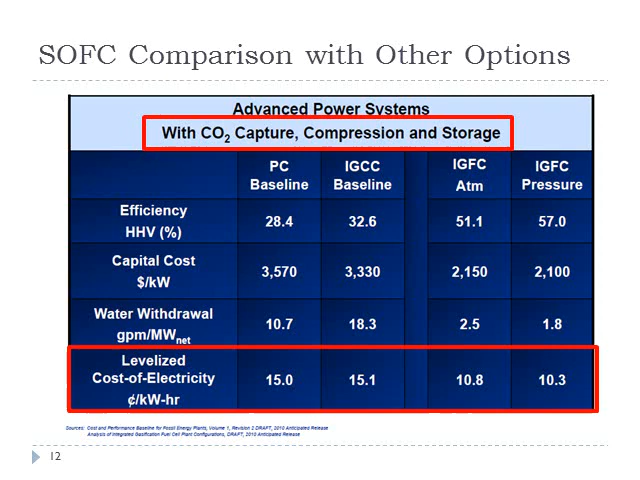 SOFC Comparison with Other Options
Advanced Power Systems
With CO2 Capture, Compression and Storage
PC Baseline IGCC Baseline IGFC Atm IGFC Pressure
Efficiency HHV (%) 28.4 32.6 51.1 57.0
Capital Cost $/kW 3,570 3,330 2,150 2,100
Water Withdrawal gpm/MWnet 10.7 18.3 2.5 1.8
Levelized Cost-of-Electricity ¢/kW-hr 15.0 15.1 10.8 10.3
Sources: Cost and Performance Baseline for Fossil Energy Plants, Volume 1, Revision 2 DRAFT, 2010 Anticipated Release
Analysis of Integrated Gasification Fuel Cell Plant Configurations, DRAFT, 2010 Anticipated Release
12